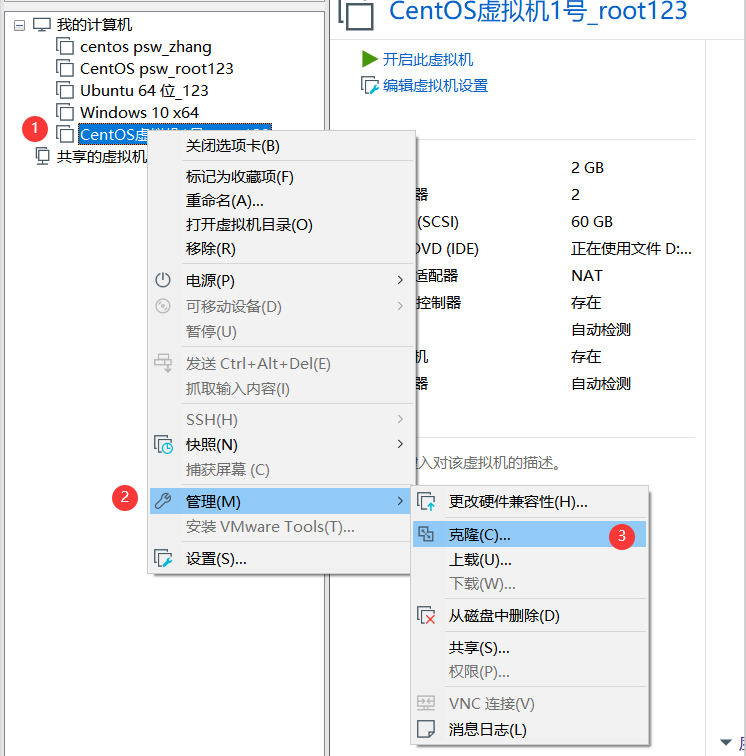 CentOS虚拟机1号_root123
我的计算机
centos psw_zhang
CentOS psw_root123
Ubuntu 64 位_123
Windows 10 x64
1
CentOS虚
共享的虚拟机
开启此虚拟机
编辑虚拟机设置
关闭选项卡(B)
标记为收藏项(F)
重命名(A)...
打开虚拟机目录(O)
移除(R)
电源(P)
可移动设备(D)
暂停(U)
发送 Ctrl+Alt+Del(E)
抓取输入内容(I)
SSH(H)
快照(N)
捕获屏幕 (C)
2
管理(M)
安装 VMware Tools(T)...
设置(S)...
2 GB
器 2
(SCSI) 60 GB
DVD (IDE) 正在使用文件 D:...
适配器 NAT
控制器 存在
自动检测
机 存在
器 自动检测
入对该虚拟机的描述。
更改硬件兼容性(H)...
克隆(C)...
3
上载(U)...
下载(W)...
从磁盘中删除(D)
共享(S)...
权限(P)...
VNC 连接(V)
消息日志(L)